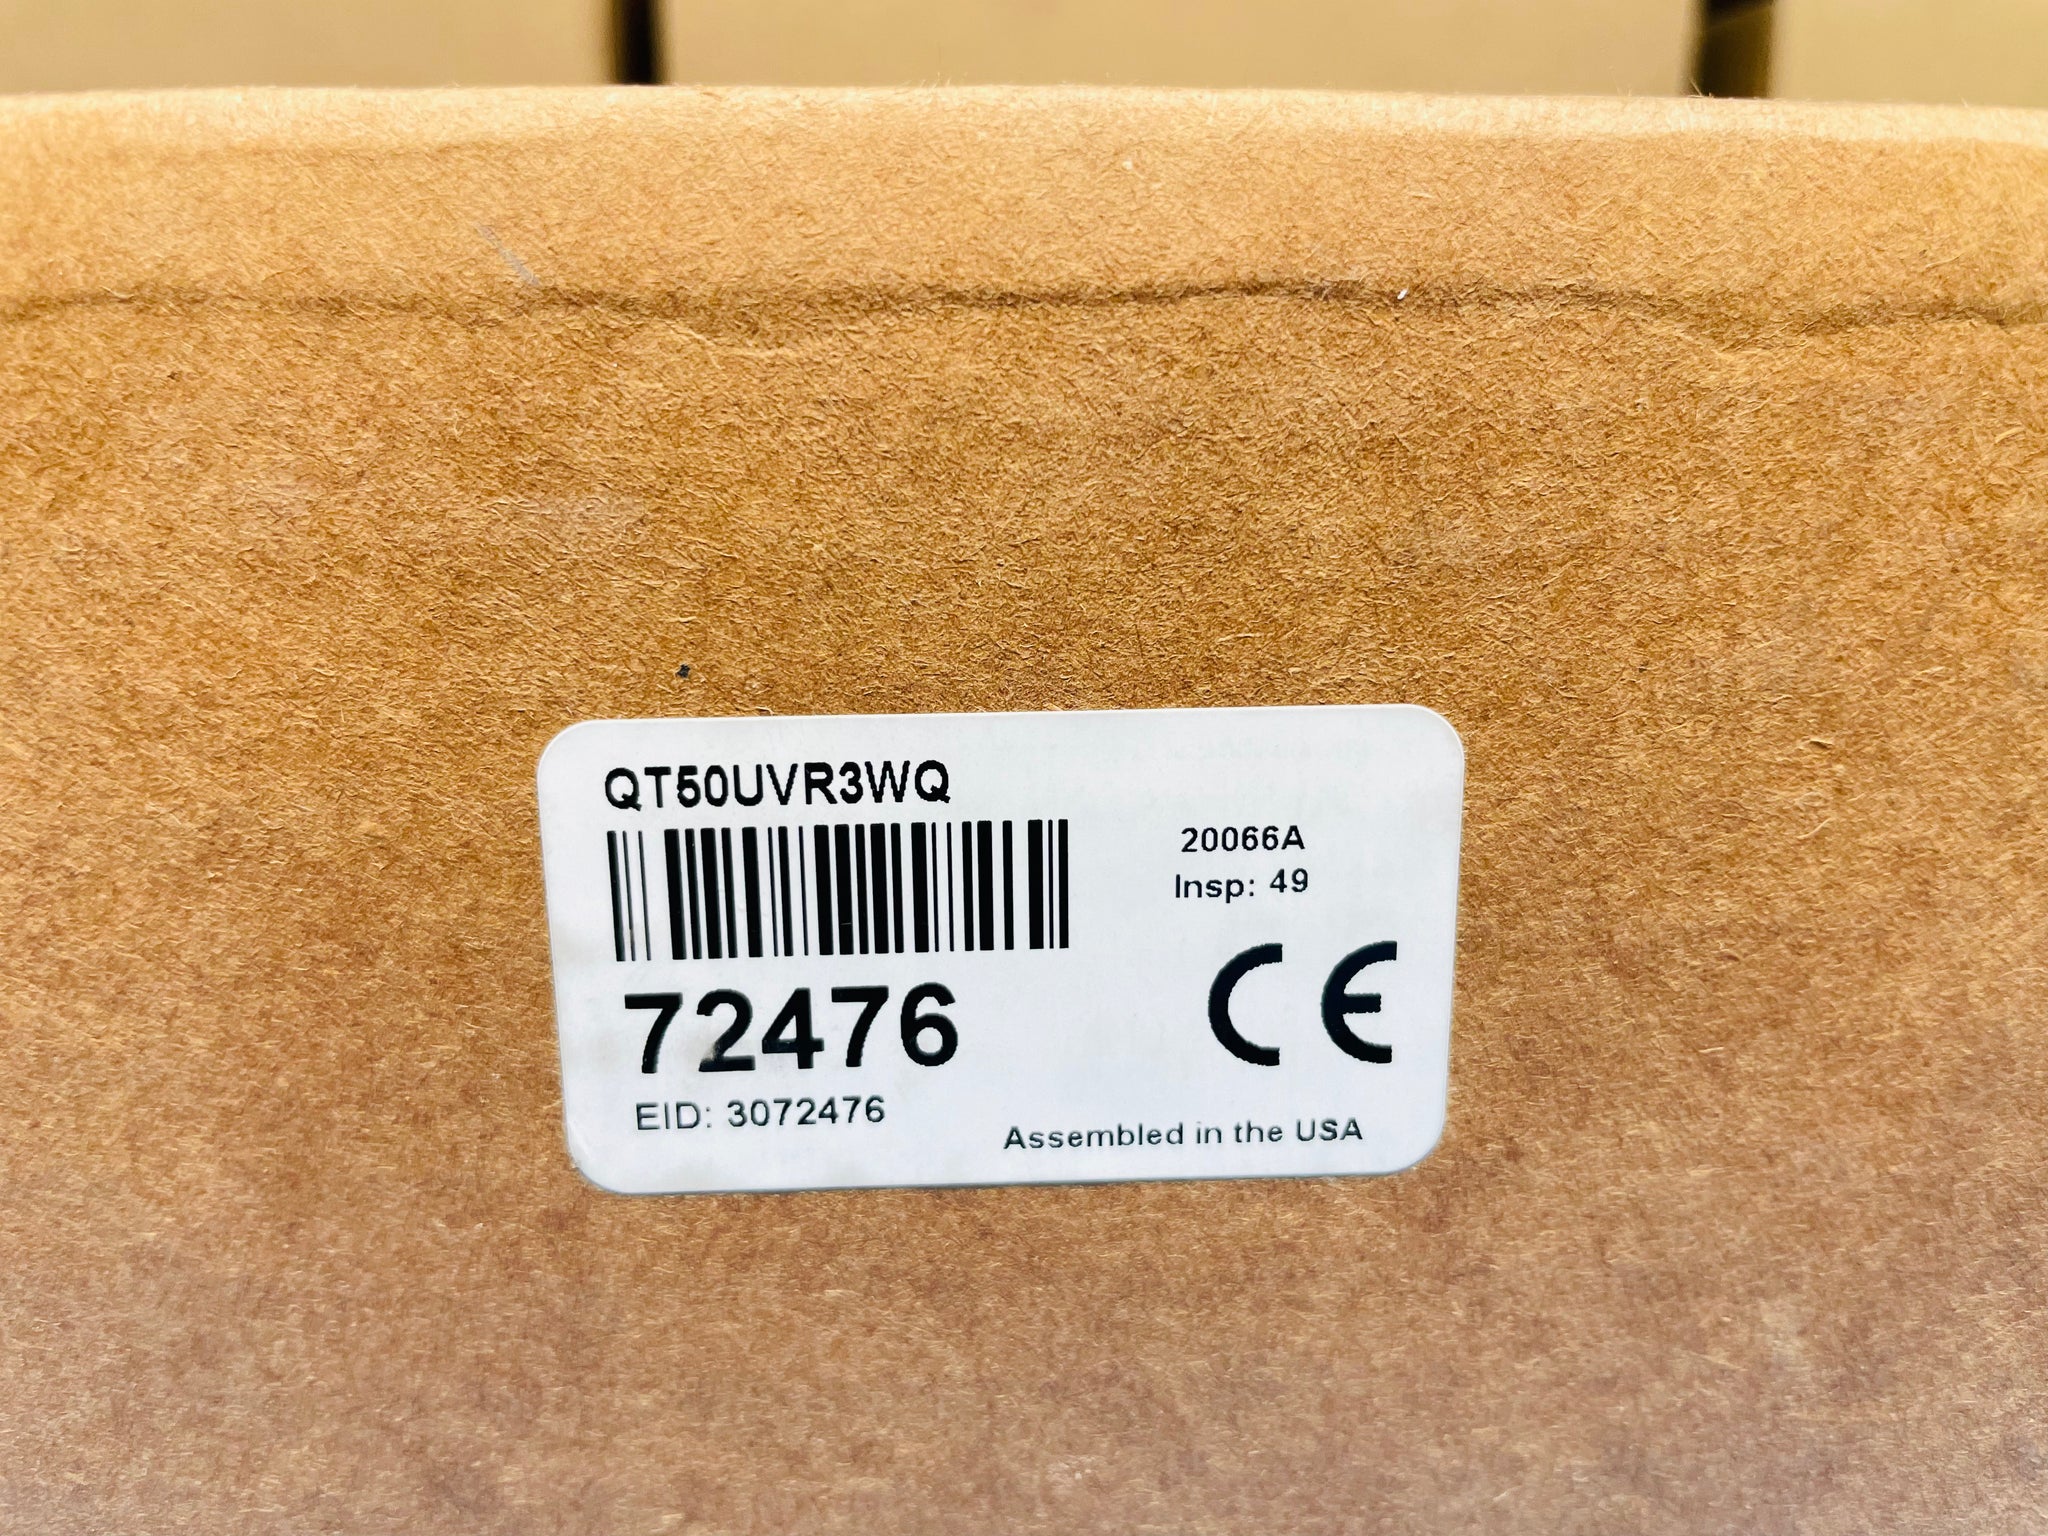 QT50UVR3WQ
20066A
Insp: 49
72476
CE
EID: 3072476
Assembled in the USA